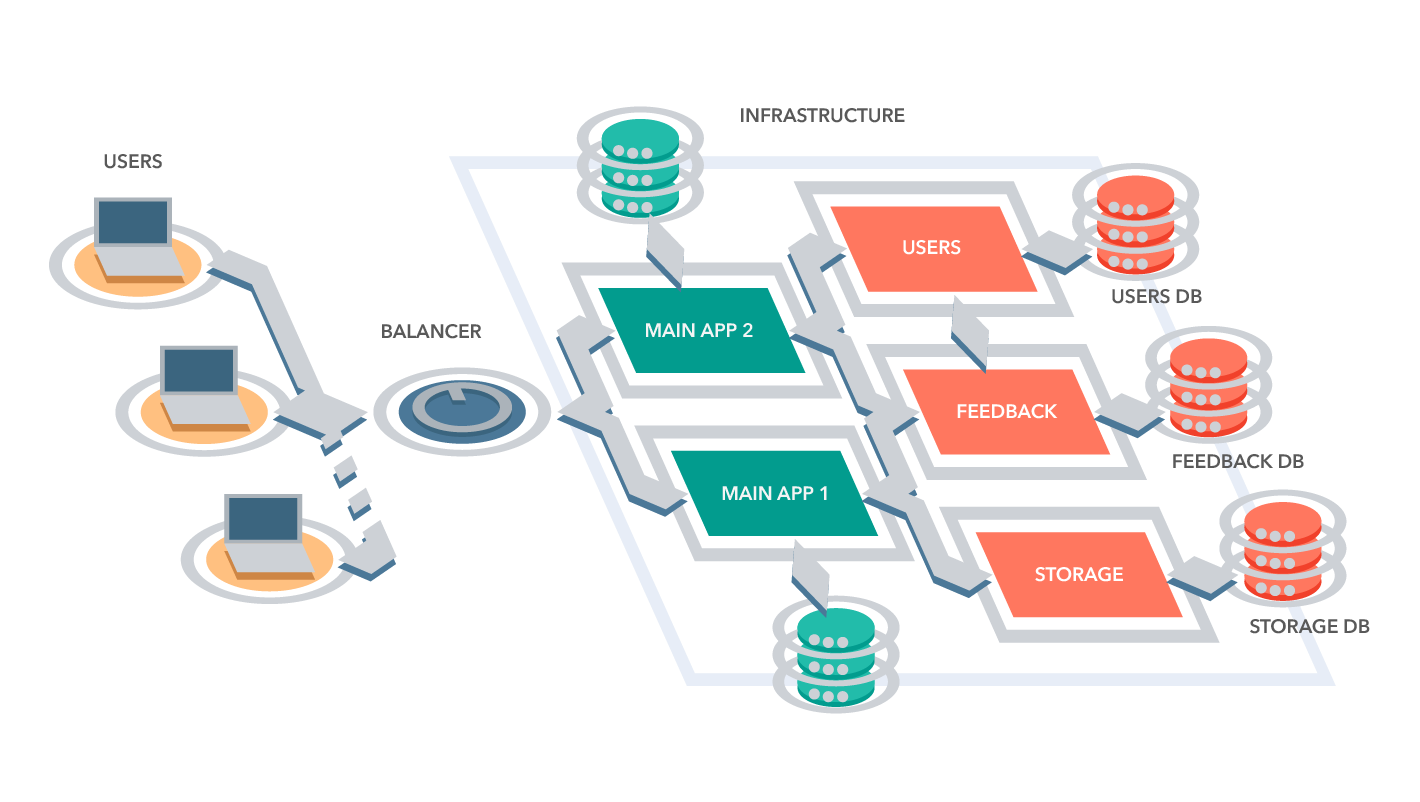 INFRASTRUCTURE
USERS
USERS
USERS DB
BALANCER
MAIN APP 2
FEEDBACK
FEEDBACK DB
MAIN APP 1
STORAGE
STORAGE DB